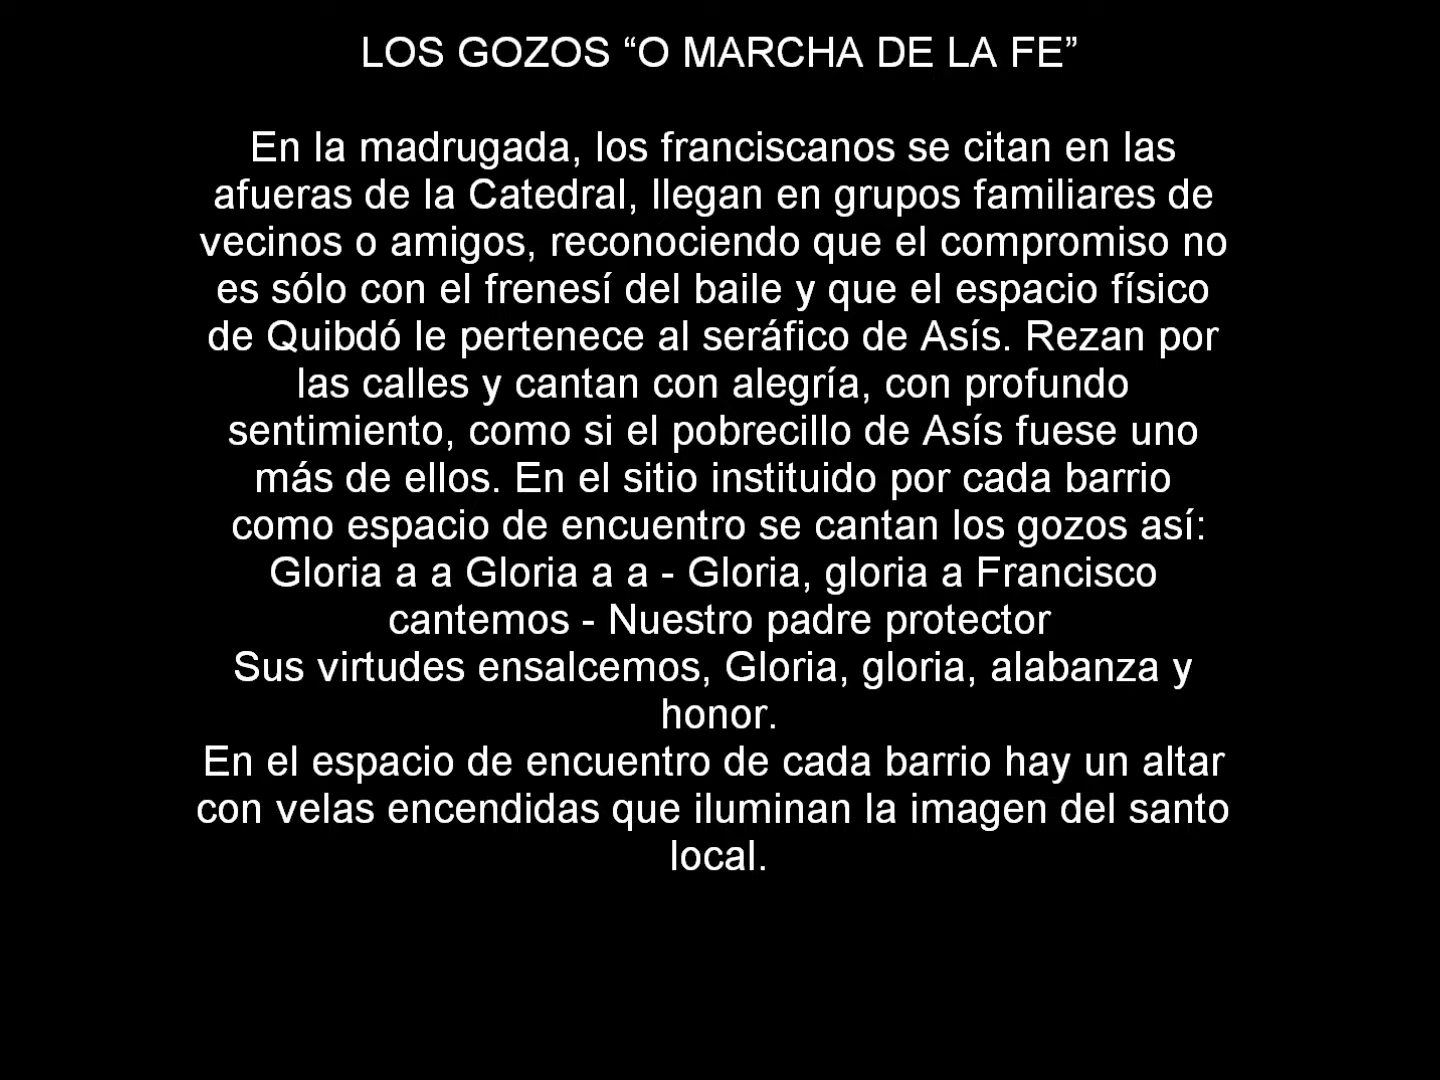 LOS GOZOS “O MARCHA DE LA FE”
En la madrugada, los franciscanos se citan en las
afueras de la Catedral, llegan en grupos familiares de
vecinos o amigos, reconociendo que el compromiso no
es sólo con el frenesí del baile y que el espacio físico
de Quibdó le pertenece al seráfico de Asís. Rezan por
las calles y cantan con alegría, con profundo
sentimiento, como si el pobrecillo de Asís fuese uno
más de ellos. En el sitio instituido por cada barrio
como espacio de encuentro se cantan los gozos así:
Gloria a a Gloria a a - Gloria, gloria a Francisco
cantemos - Nuestro padre protector
Sus virtudes ensalcemos, Gloria, gloria, alabanza y
honor.
En el espacio de encuentro de cada barrio hay un altar
con velas encendidas que iluminan la imagen del santo
local.